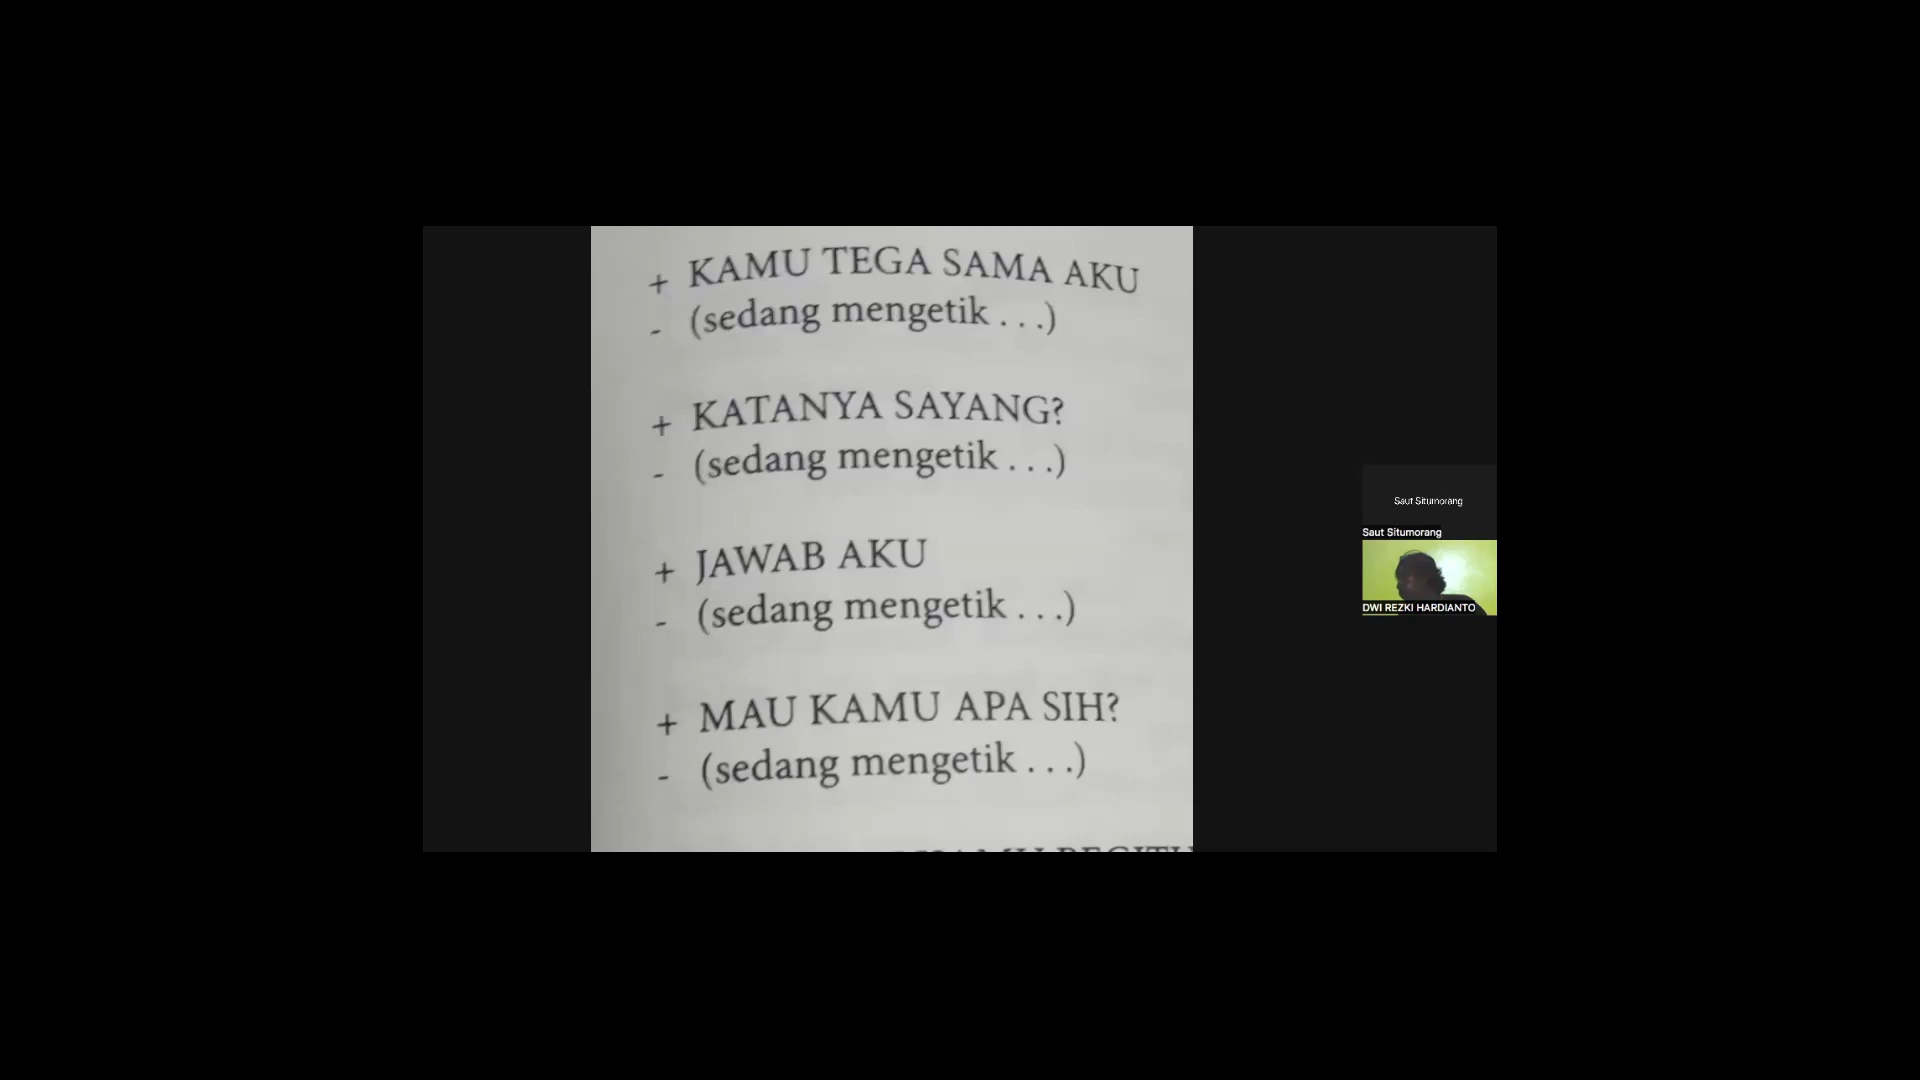 + KAMU TEGA SAMA AKU
- (sedang mengetik . . .)
+ KATANYA SAYANG?
- (sedang mengetik . . .)
+ JAWAB AKU
- (sedang mengetik . . .)
+ MAU KAMU APA SIH?
- (sedang mengetik . . .)
Saut Situmorang
Saut Situmorang
DWI REZKI HARDIANTO